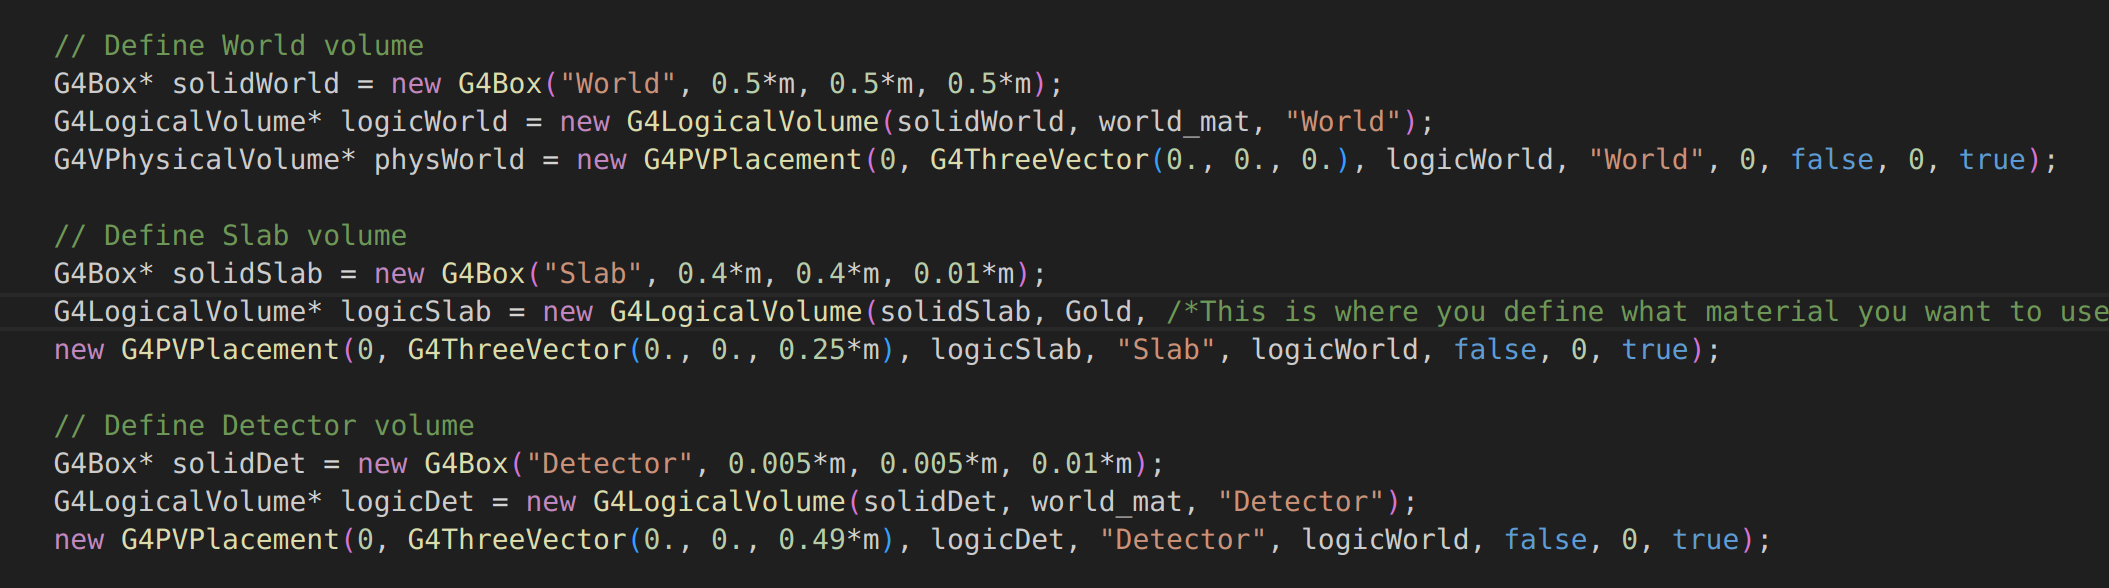 // Define World volume
G4Box* solidWorld = new G4Box("World", 0.5*m, 0.5*m, 0.5*m);
G4LogicalVolume* logicWorld = new G4LogicalVolume(solidWorld, world_mat, "World");
G4VPhysicalVolume* physWorld = new G4PVPlacement(0, G4ThreeVector(0., 0., 0.), logicWorld, "World", 0, false, 0, true);
// Define Slab volume
G4Box* solidSlab = new G4Box("Slab", 0.4*m, 0.4*m, 0.01*m);
G4LogicalVolume* logicSlab = new G4LogicalVolume(solidSlab, Gold, /*This is where you define what material you want to use
new G4PVPlacement(0, G4ThreeVector(0., 0., 0.25*m), logicSlab, "Slab", logicWorld, false, 0, true);
// Define Detector volume
G4Box* solidDet = new G4Box("Detector", 0.005*m, 0.005*m, 0.01*m);
G4LogicalVolume* logicDet = new G4LogicalVolume(solidDet, world_mat, "Detector");
new G4PVPlacement(0, G4ThreeVector(0., 0., 0.49*m), logicDet, "Detector", logicWorld, false, 0, true);